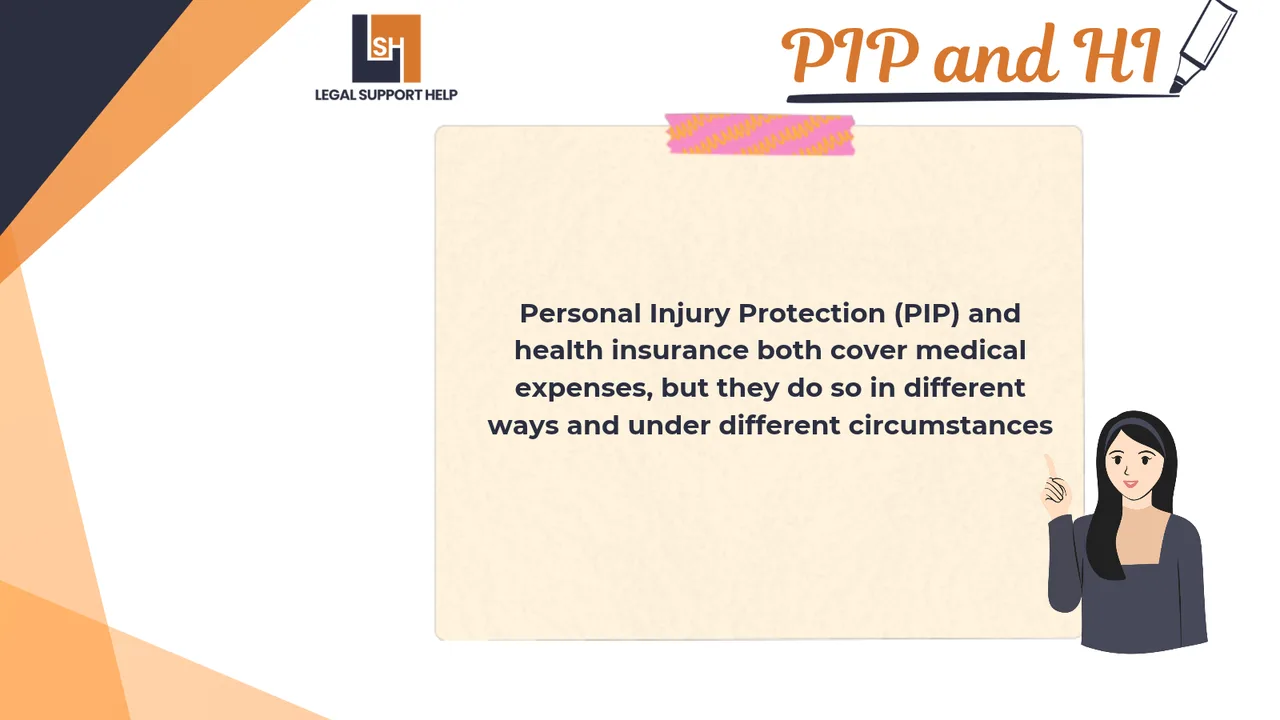 LSH
LEGAL SUPPORT HELP
PIP and HI
Personal Injury Protection (PIP) and
health insurance both cover medical
expenses, but they do so in different
ways and under different circumstances